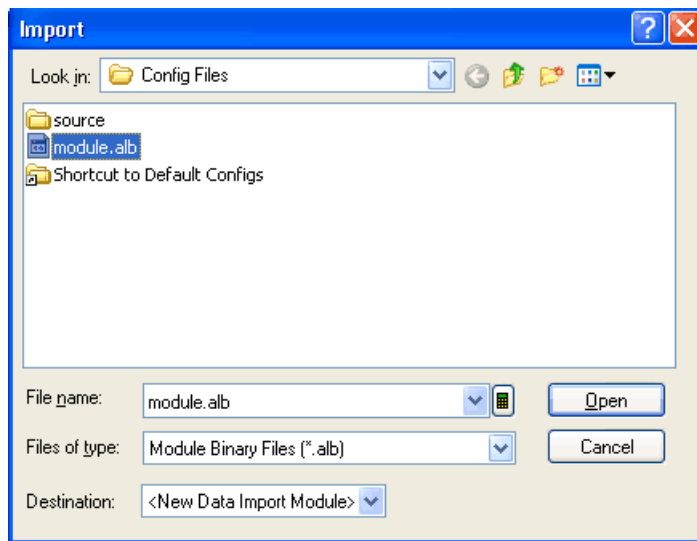 Import
Look in: Config Files
source
module.alb
Shortcut to Default Configs
File name: module.alb Open
Files of type: Module Binary Files (*.alb) Cancel
Destination: <New Data Import Module>